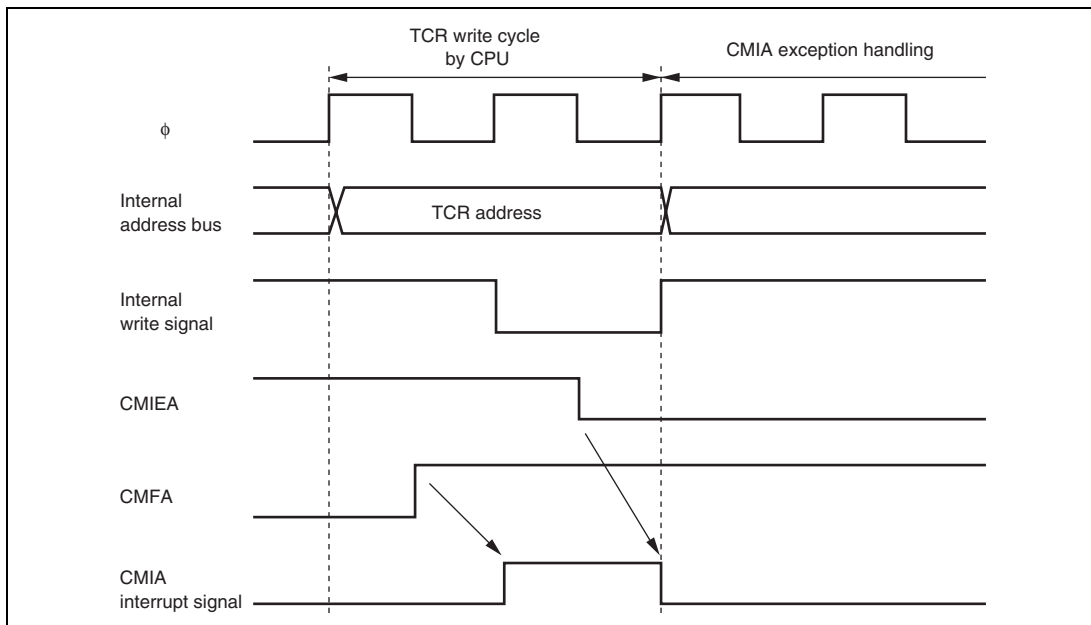 TCR write cycle
by CPU
CMIA exception handling
ϕ
Internal
address bus
TCR address
Internal
write signal
CMIEA
CMFA
CMIA
interrupt signal